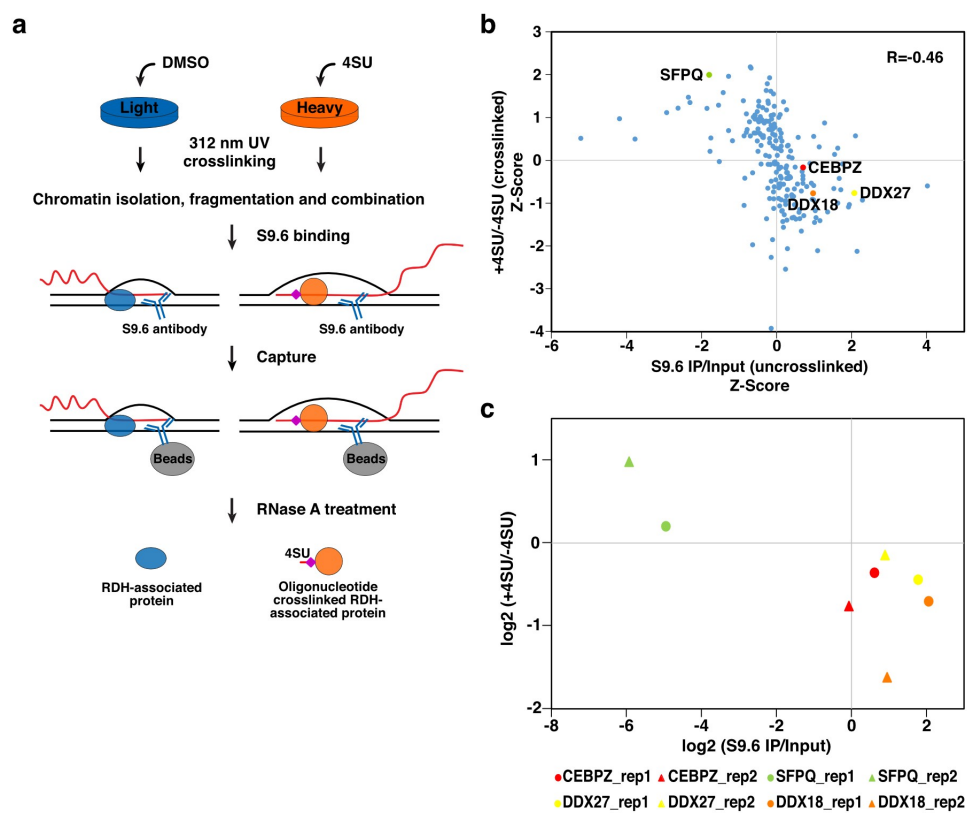 a
DMSO
4SU
Light
Heavy
312 nm UV
crosslinking
Chromatin isolation, fragmentation and combination
S9.6 binding
S9.6 antibody
S9.6 antibody
Capture
Beads
Beads
RNase A treatment
4SU
RDH-associated
protein
Oligonucleotide
crosslinked RDH-
associated protein
b
3
2
1
0
-1
-2
-3
-4
+4SU/-4SU (crosslinked)
Z-Score
R=-0.46
SFPQ
CEBPZ
DDX18
DDX27
-6
-4
-2
0
2
4
S9.6 IP/Input (uncrosslinked)
Z-Score
c
1
0
-1
-2
log2 (+4SU/-4SU)
-8
-6
-4
-2
0
2
log2 (S9.6 IP/Input)
CEBPZ_rep1
CEBPZ_rep2
SFPQ_rep1
SFPQ_rep2
DDX27_rep1
DDX27_rep2
DDX18_rep1
DDX18_rep2